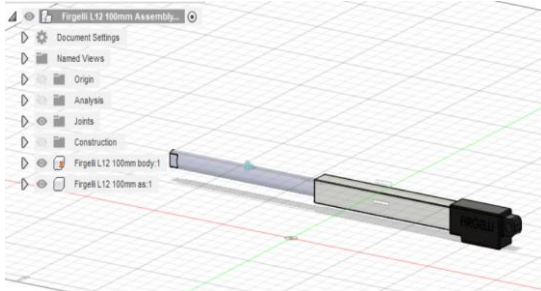 Firgelli L12 100mm Assembly...
Document Settings
Named Views
Origin
Analysis
Joints
Construction
Firgelli L12 100mm body:1
Firgelli L12 100mm as:1
FIRGELLI